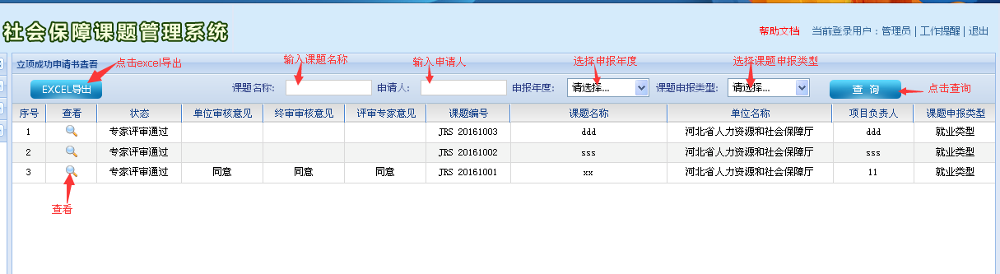 社会保障课题管理系统
帮助文档 当前登录用户：管理员 | 工作提醒 | 退出
立项成功申请书查看 点击excel导出 输入课题名称 输入申请人 选择申报年度 选择课题申报类型
EXCEL导出 课题名称: 申请人: 申报年度: 请选择... 课题申报类型: 请选择... 查 询 点击查询
序号 查看 状态 单位审核意见 终审审核意见 评审专家意见 课题编号 课题名称 单位名称 项目负责人 课题申报类型
1 专家评审通过 JRS 20161003 ddd 河北省人力资源和社会保障厅 ddd 就业类型
2 专家评审通过 JRS 20161002 sss 河北省人力资源和社会保障厅 sss 就业类型
3 专家评审通过 同意 同意 同意 JRS 20161001 xx 河北省人力资源和社会保障厅 11 就业类型
查看